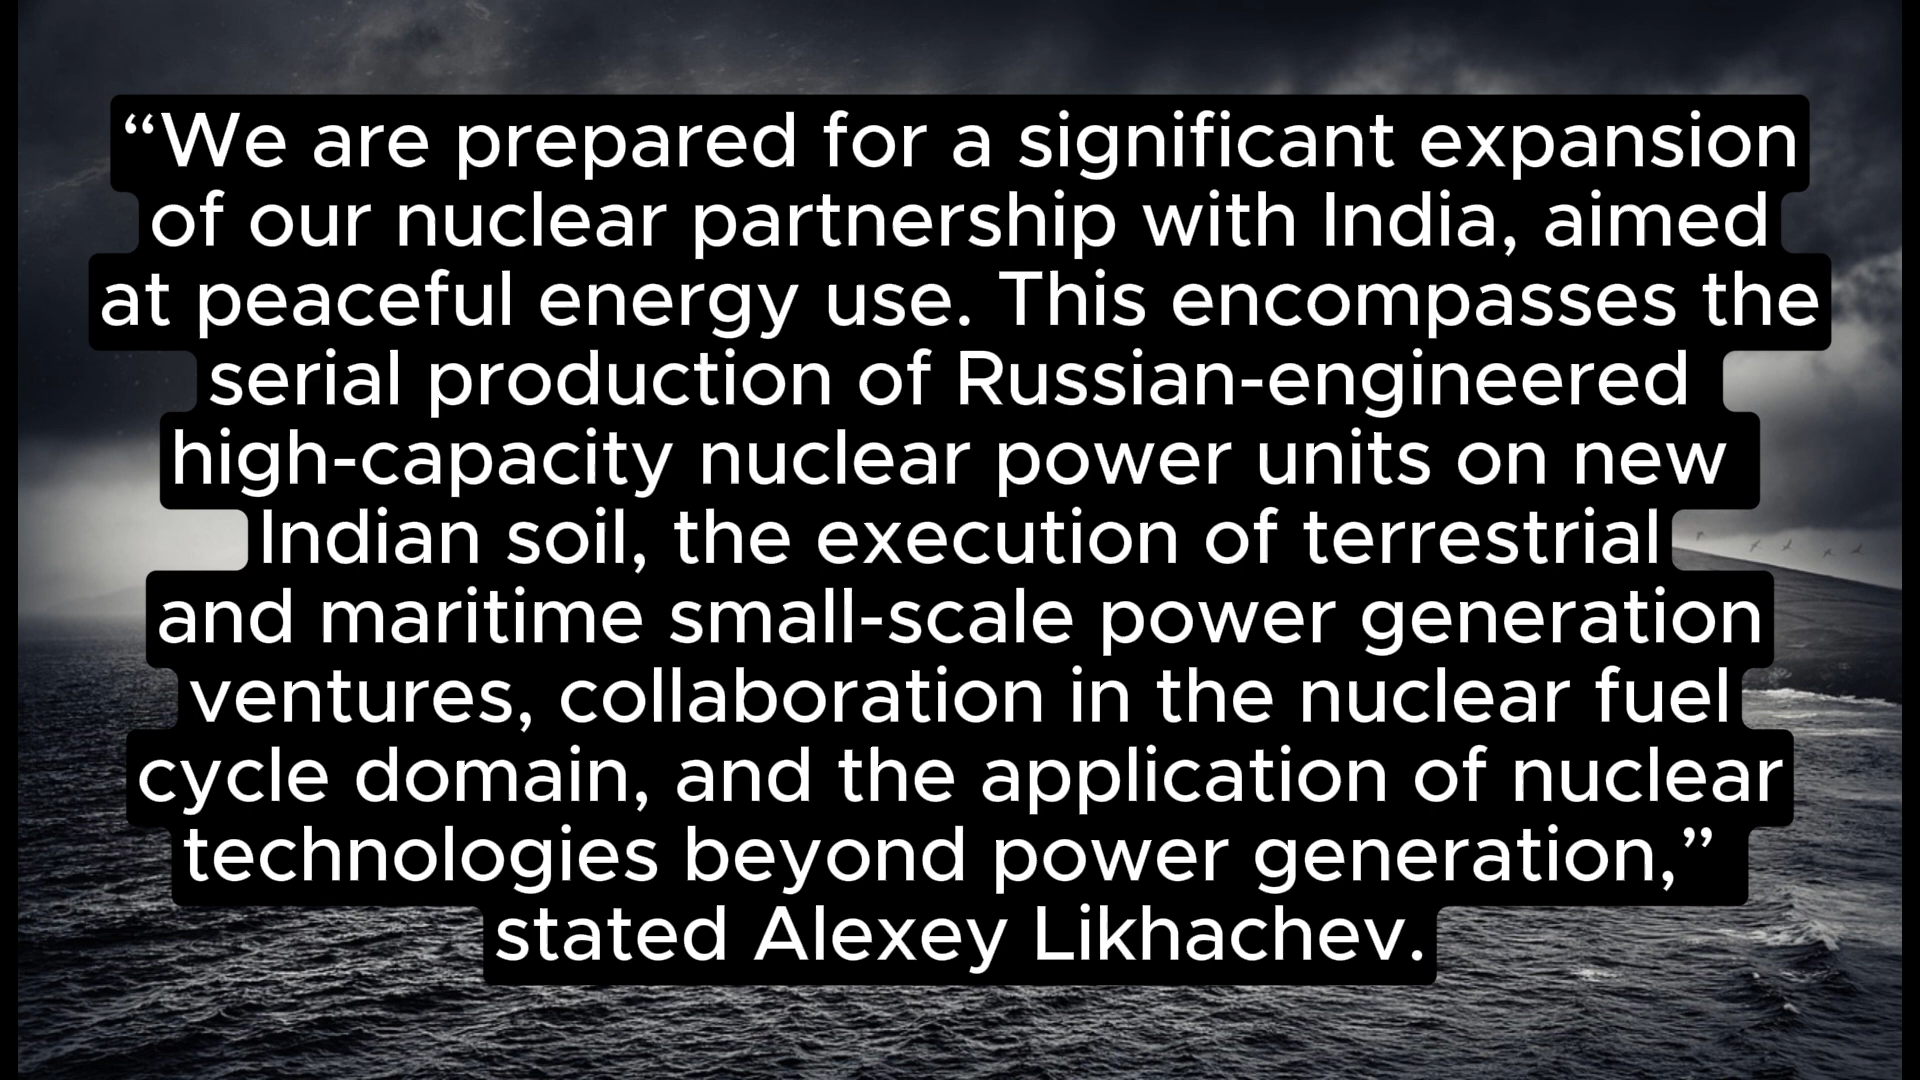 “We are prepared for a significant expansion
of our nuclear partnership with India, aimed
at peaceful energy use. This encompasses the
serial production of Russian-engineered
high-capacity nuclear power units on new
Indian soil, the execution of terrestrial
and maritime small-scale power generation
ventures, collaboration in the nuclear fuel
cycle domain, and the application of nuclear
technologies beyond power generation,”
stated Alexey Likhachev.